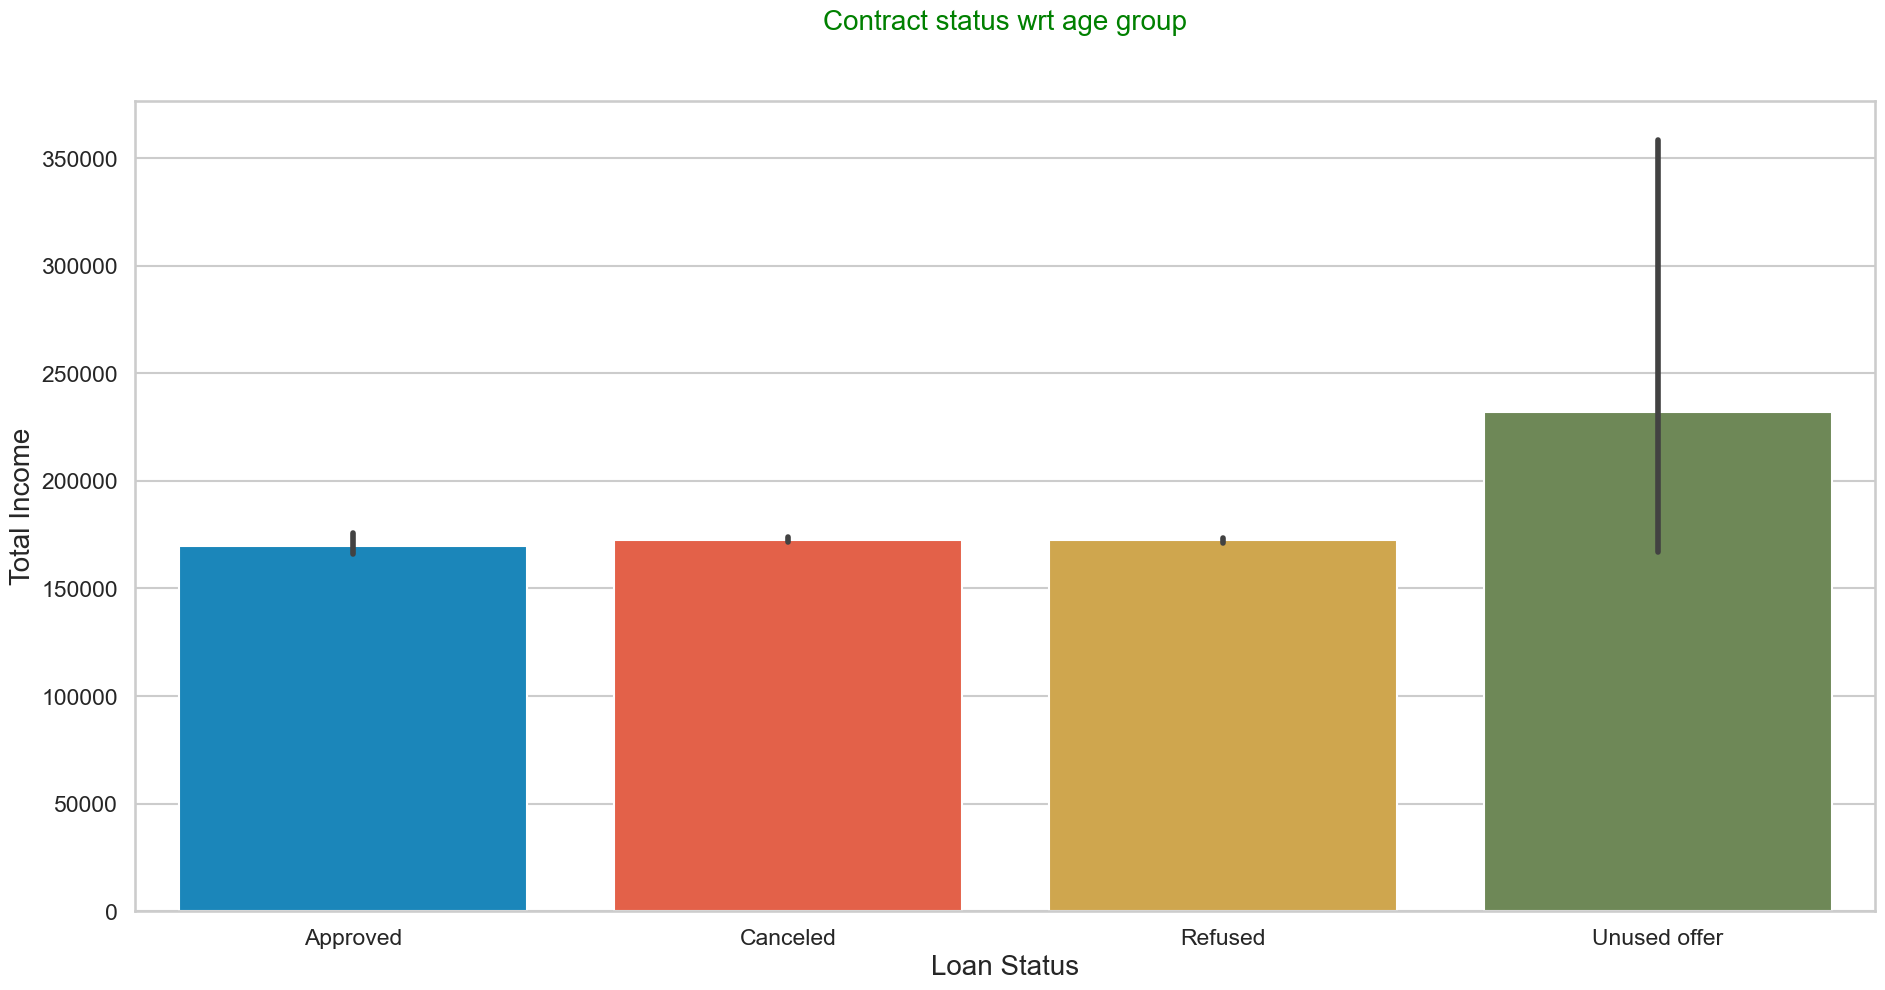 Contract status wrt age group
350000
300000
250000
200000
150000
100000
50000
0
Total Income
Approved
Canceled
Refused
Unused offer
Loan Status